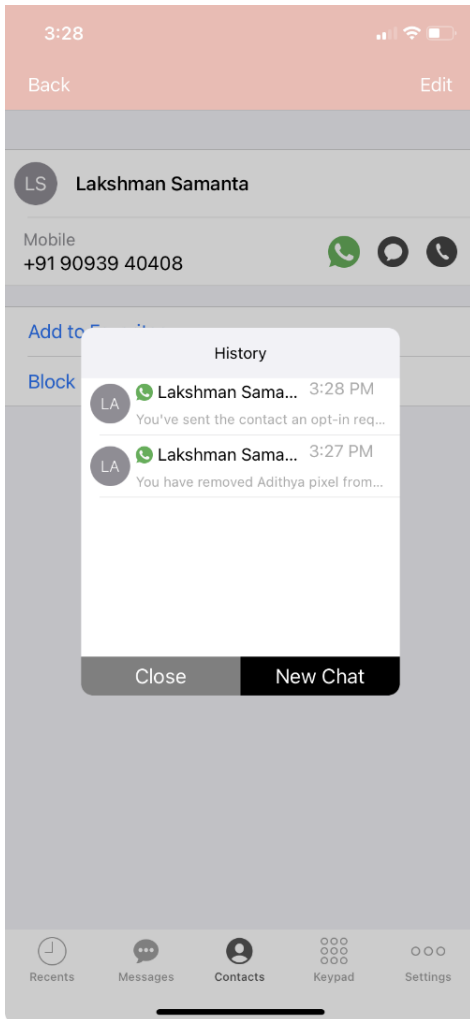 3:28
Back Edit
LS Lakshman Samanta
Mobile
+91 90939 40408
Add to
Block
History
LA Lakshman Sama... 3:28 PM
You've sent the contact an opt-in req...
LA Lakshman Sama... 3:27 PM
You have removed Adithya pixel from...
Close New Chat
Recents Messages Contacts Keypad Settings